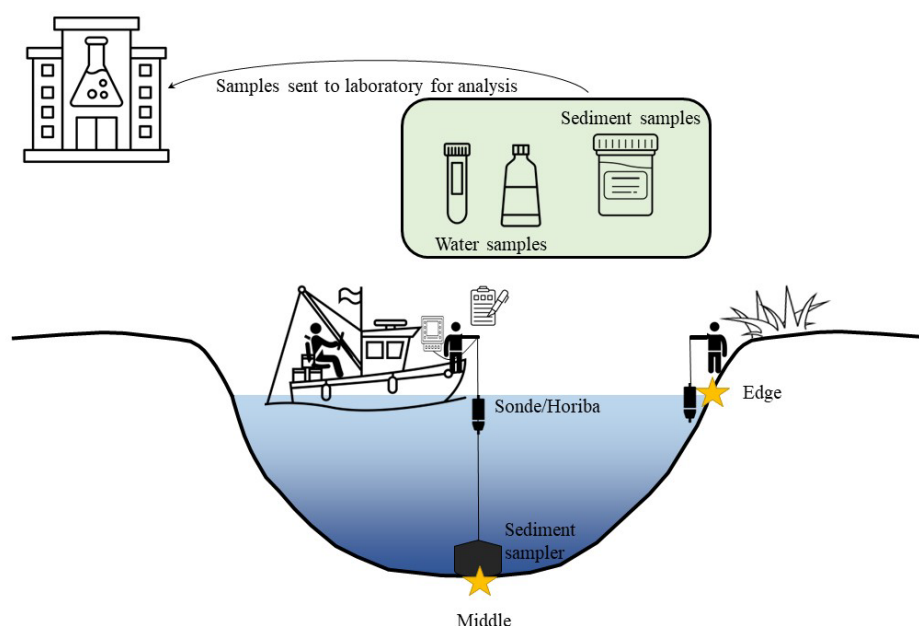 Samples sent to laboratory for analysis
Sediment samples
Water samples
Sonde/Horiba
Edge
Sediment
sampler
Middle